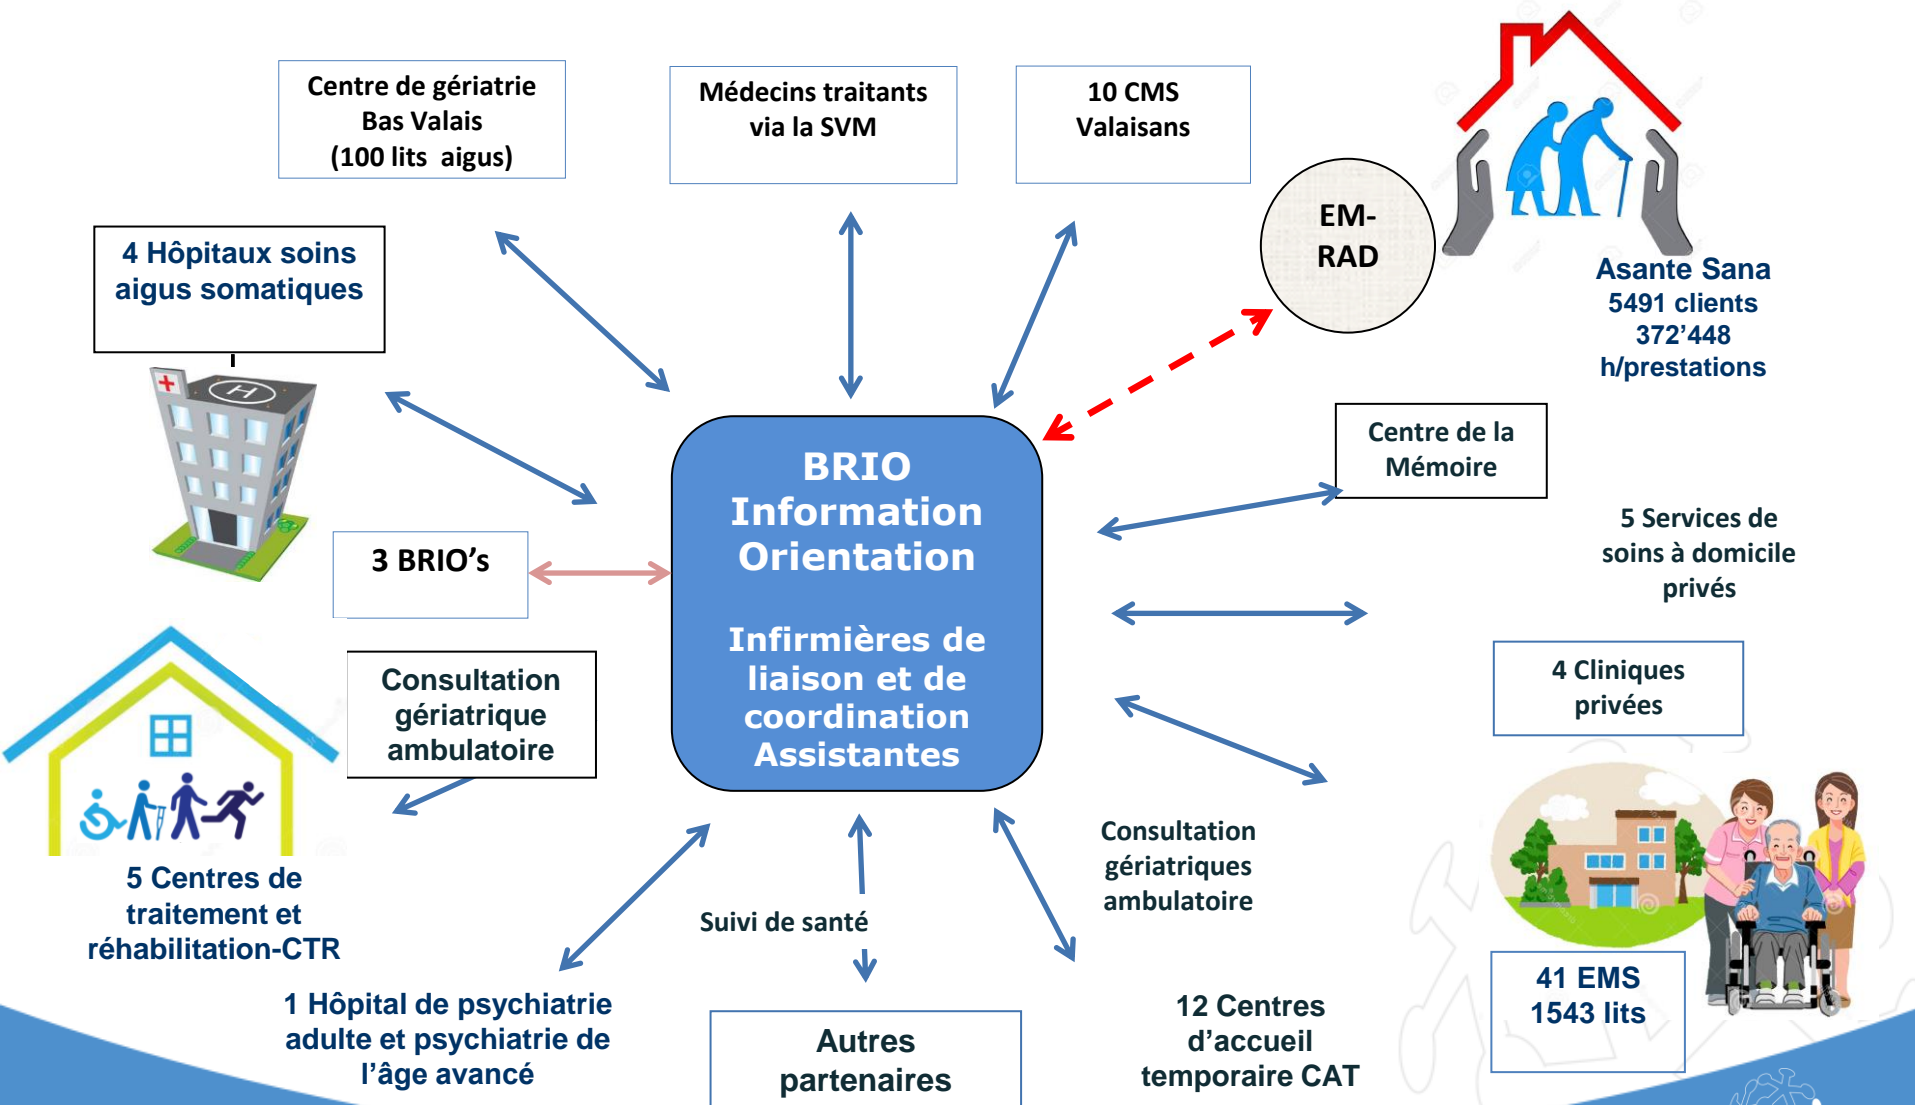 Centre de gériatrie
Bas Valais
(100 lits aigus)
Médecins traitants
via la SVM
10 CMS
Valaisans
EM-
RAD
4 Hôpitaux soins
aigus somatiques
H
Asante Sana
5491 clients
372’448
h/prestations
Centre de la
Mémoire
BRIO
Information
Orientation
Infirmières de
liaison et de
coordination
Assistantes
3 BRIO’s
5 Services de
soins à domicile
privés
4 Cliniques
privées
Consultation
gériatrique
ambulatoire
5 Centres de
traitement et
réhabilitation-CTR
Suivi de santé
Consultation
gériatriques
ambulatoire
1 Hôpital de psychiatrie
adulte et psychiatrie de
l’âge avancé
Autres
partenaires
12 Centres
d’accueil
temporaire CAT
41 EMS
1543 lits